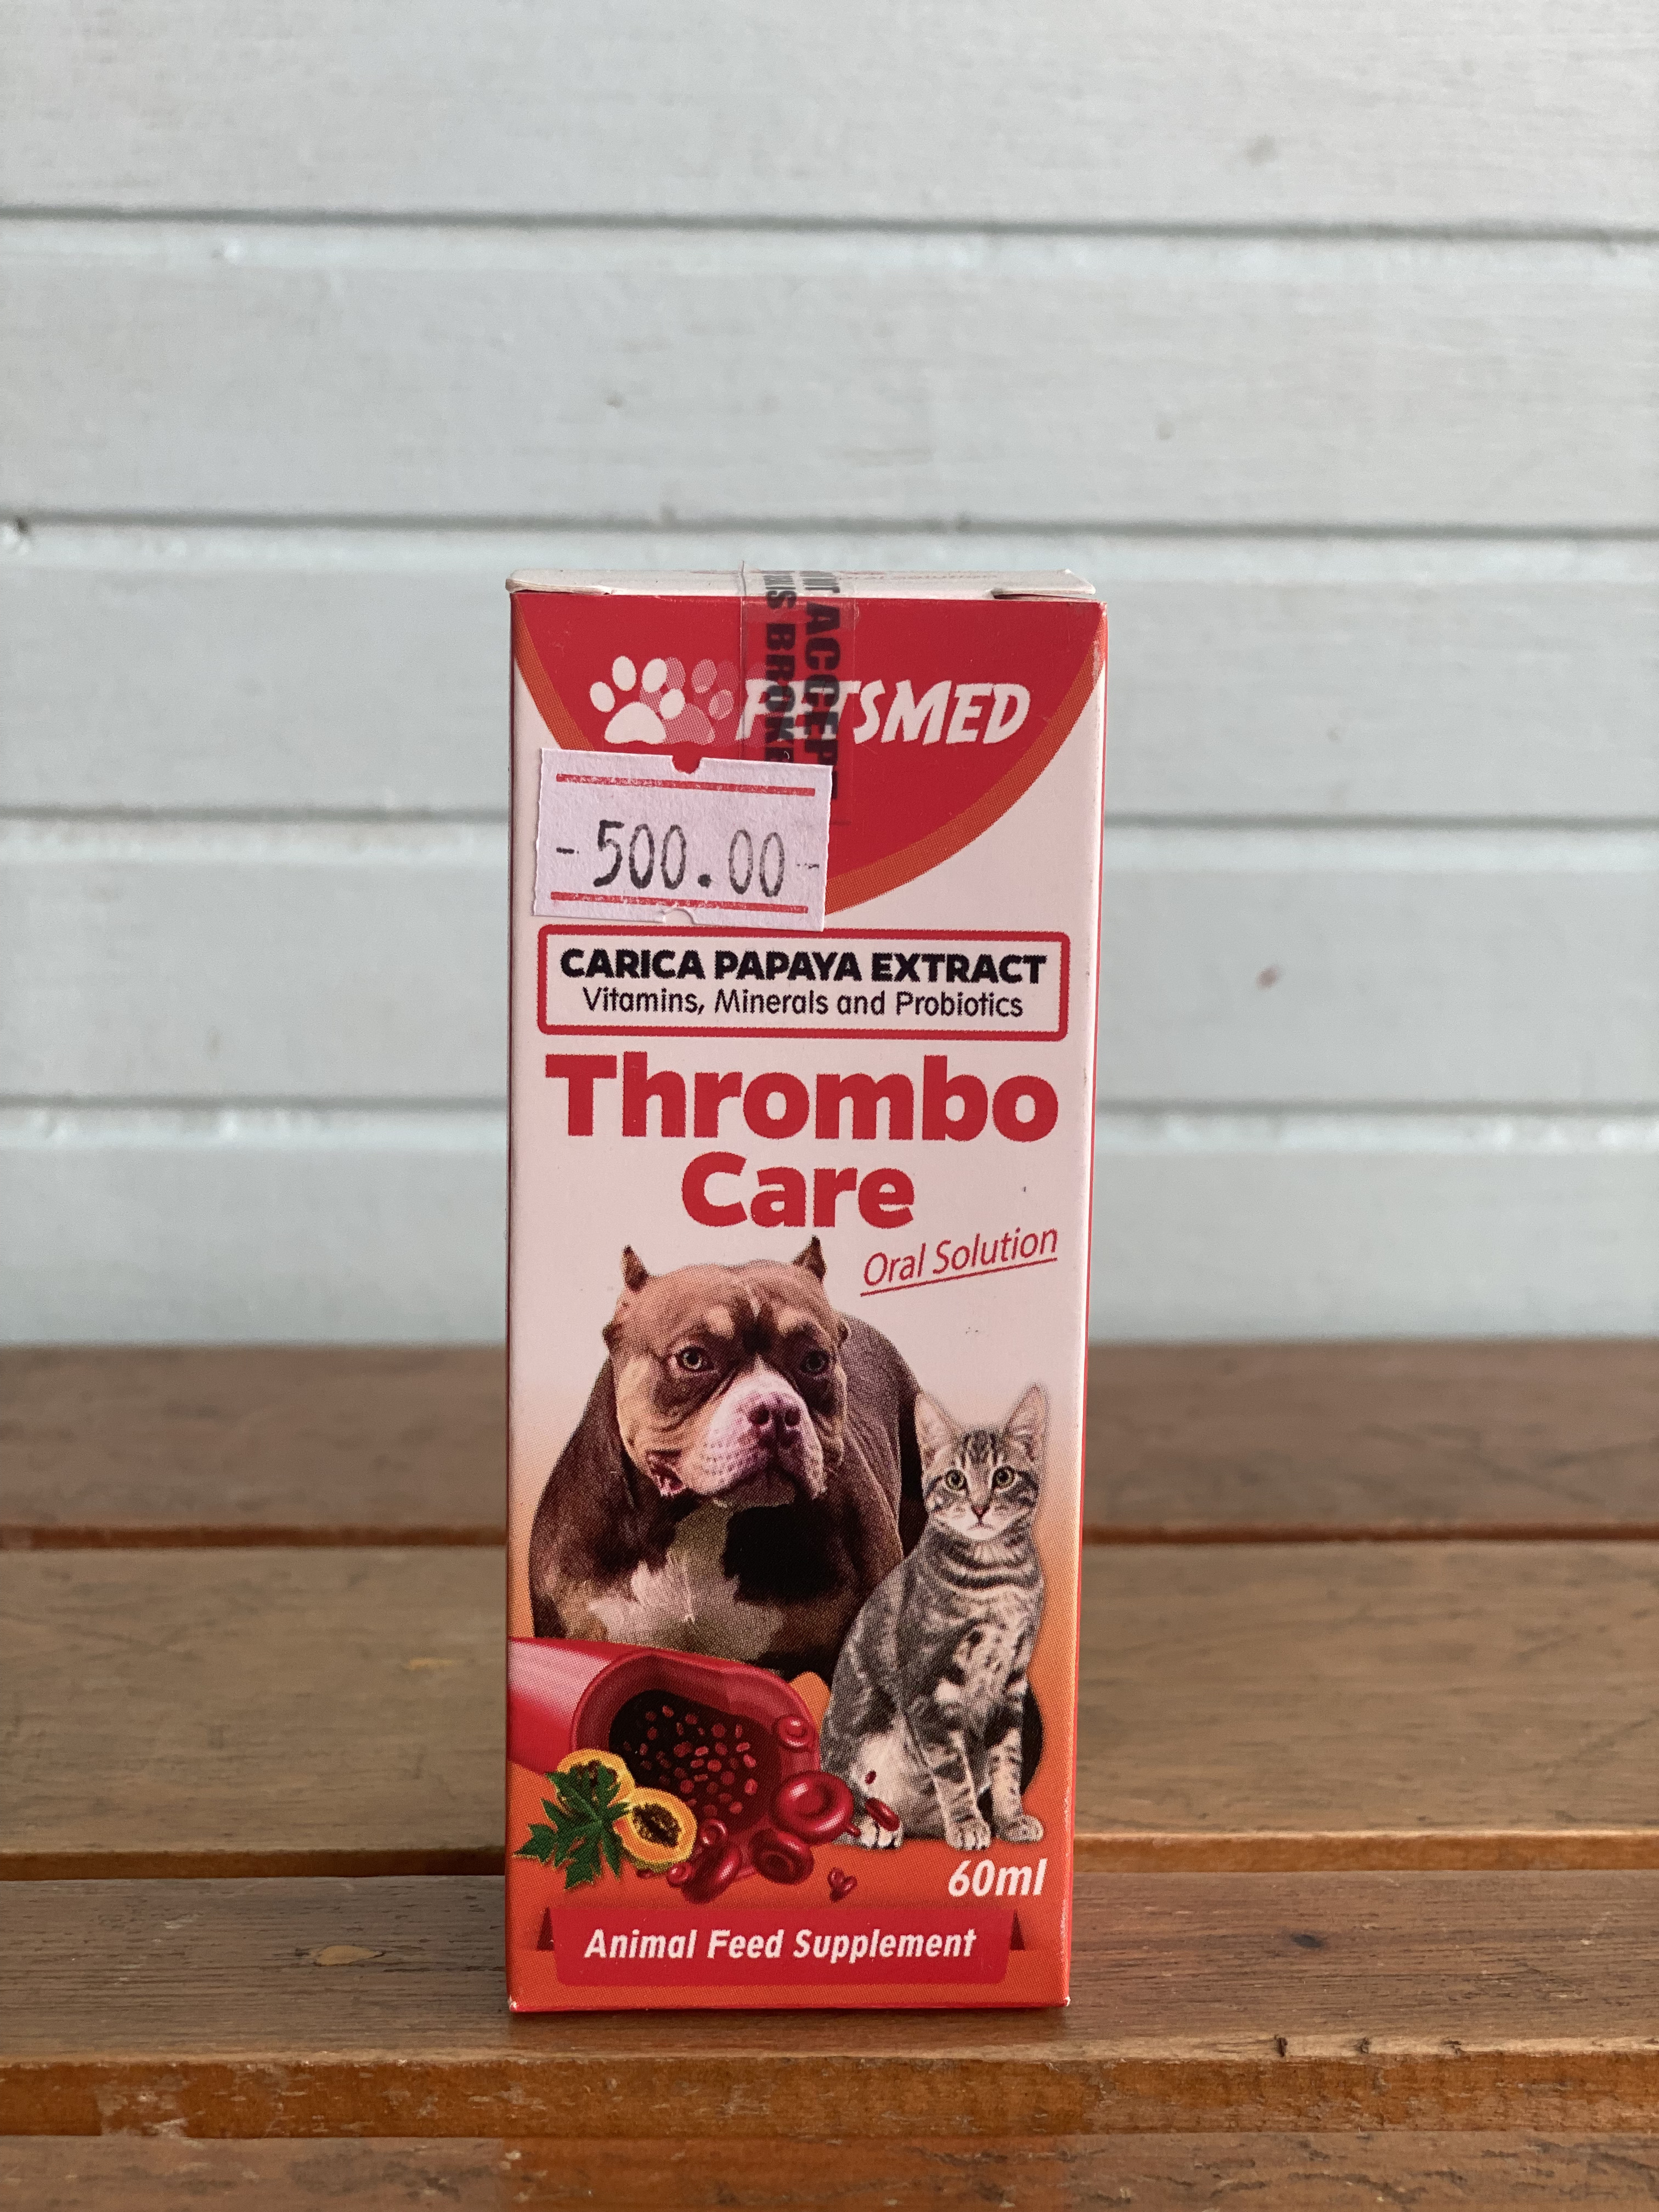 PETSMED
-500.00-
CARICA PAPAYA EXTRACT
Vitamins, Minerals and Probiotics
Thrombo
Care
Oral Solution
60ml
Animal Feed Supplement